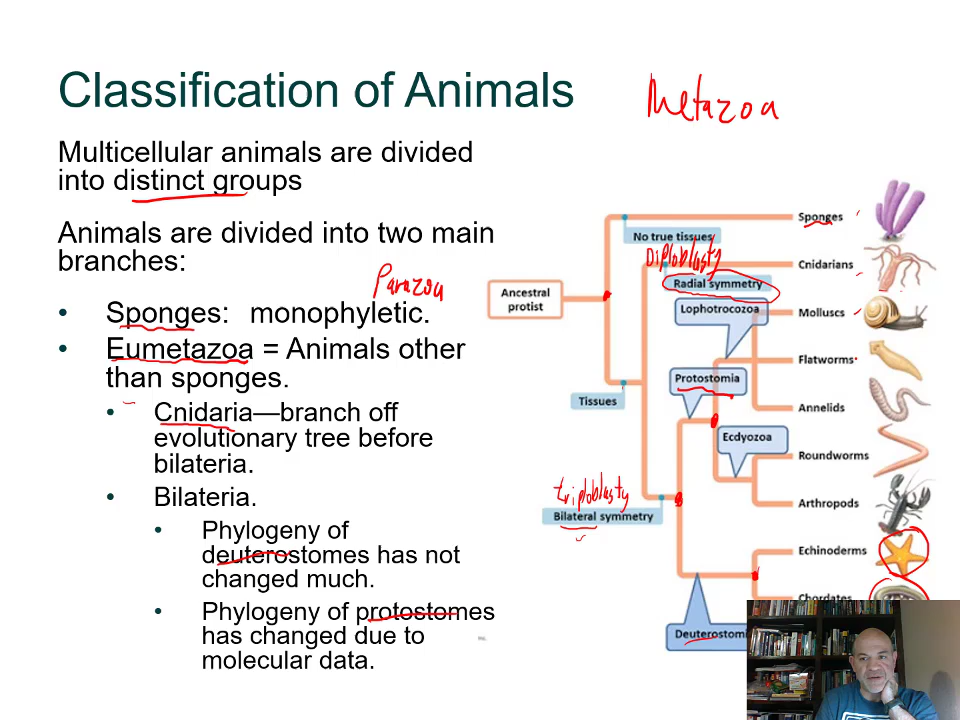 Classification of Animals
Metazoa
Multicellular animals are divided
into distinct groups
Animals are divided into two main
branches:
Parazoa
• Sponges: monophyletic.
• Eumetazoa = Animals other
than sponges.
• Cnidaria—branch off
evolutionary tree before
bilateria.
• Bilateria.
• Phylogeny of
deuterostomes has not
changed much.
• Phylogeny of protostomes
has changed due to
molecular data.
Sponges
No true tissues
Diploblasty
Cnidarians
Radial symmetry
Ancestral
protist
Lophotrocozoa
Molluscs
Flatworms
Protostomia
Tissues
Annelids
Ecdyozoa
Roundworms
triploblasty
Bilateral symmetry
Arthropods
Echinoderms
Chordates
Deuterostomi